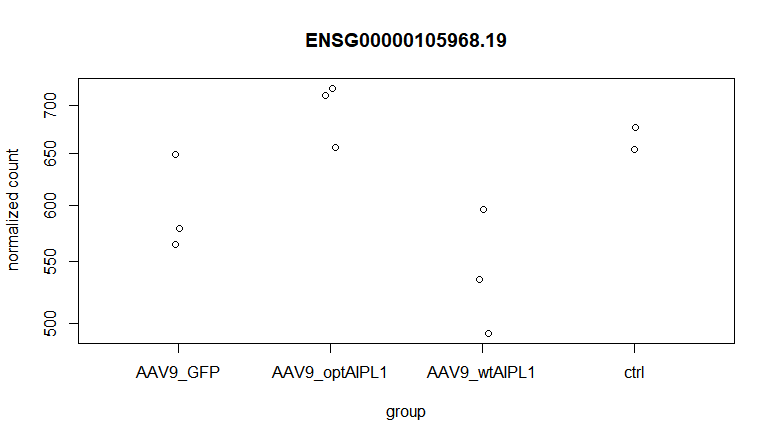 ENSG00000105968.19
normalized count
700
650
600
550
500
AAV9_GFP AAV9_optAIPL1 AAV9_wtAIPL1 ctrl
group